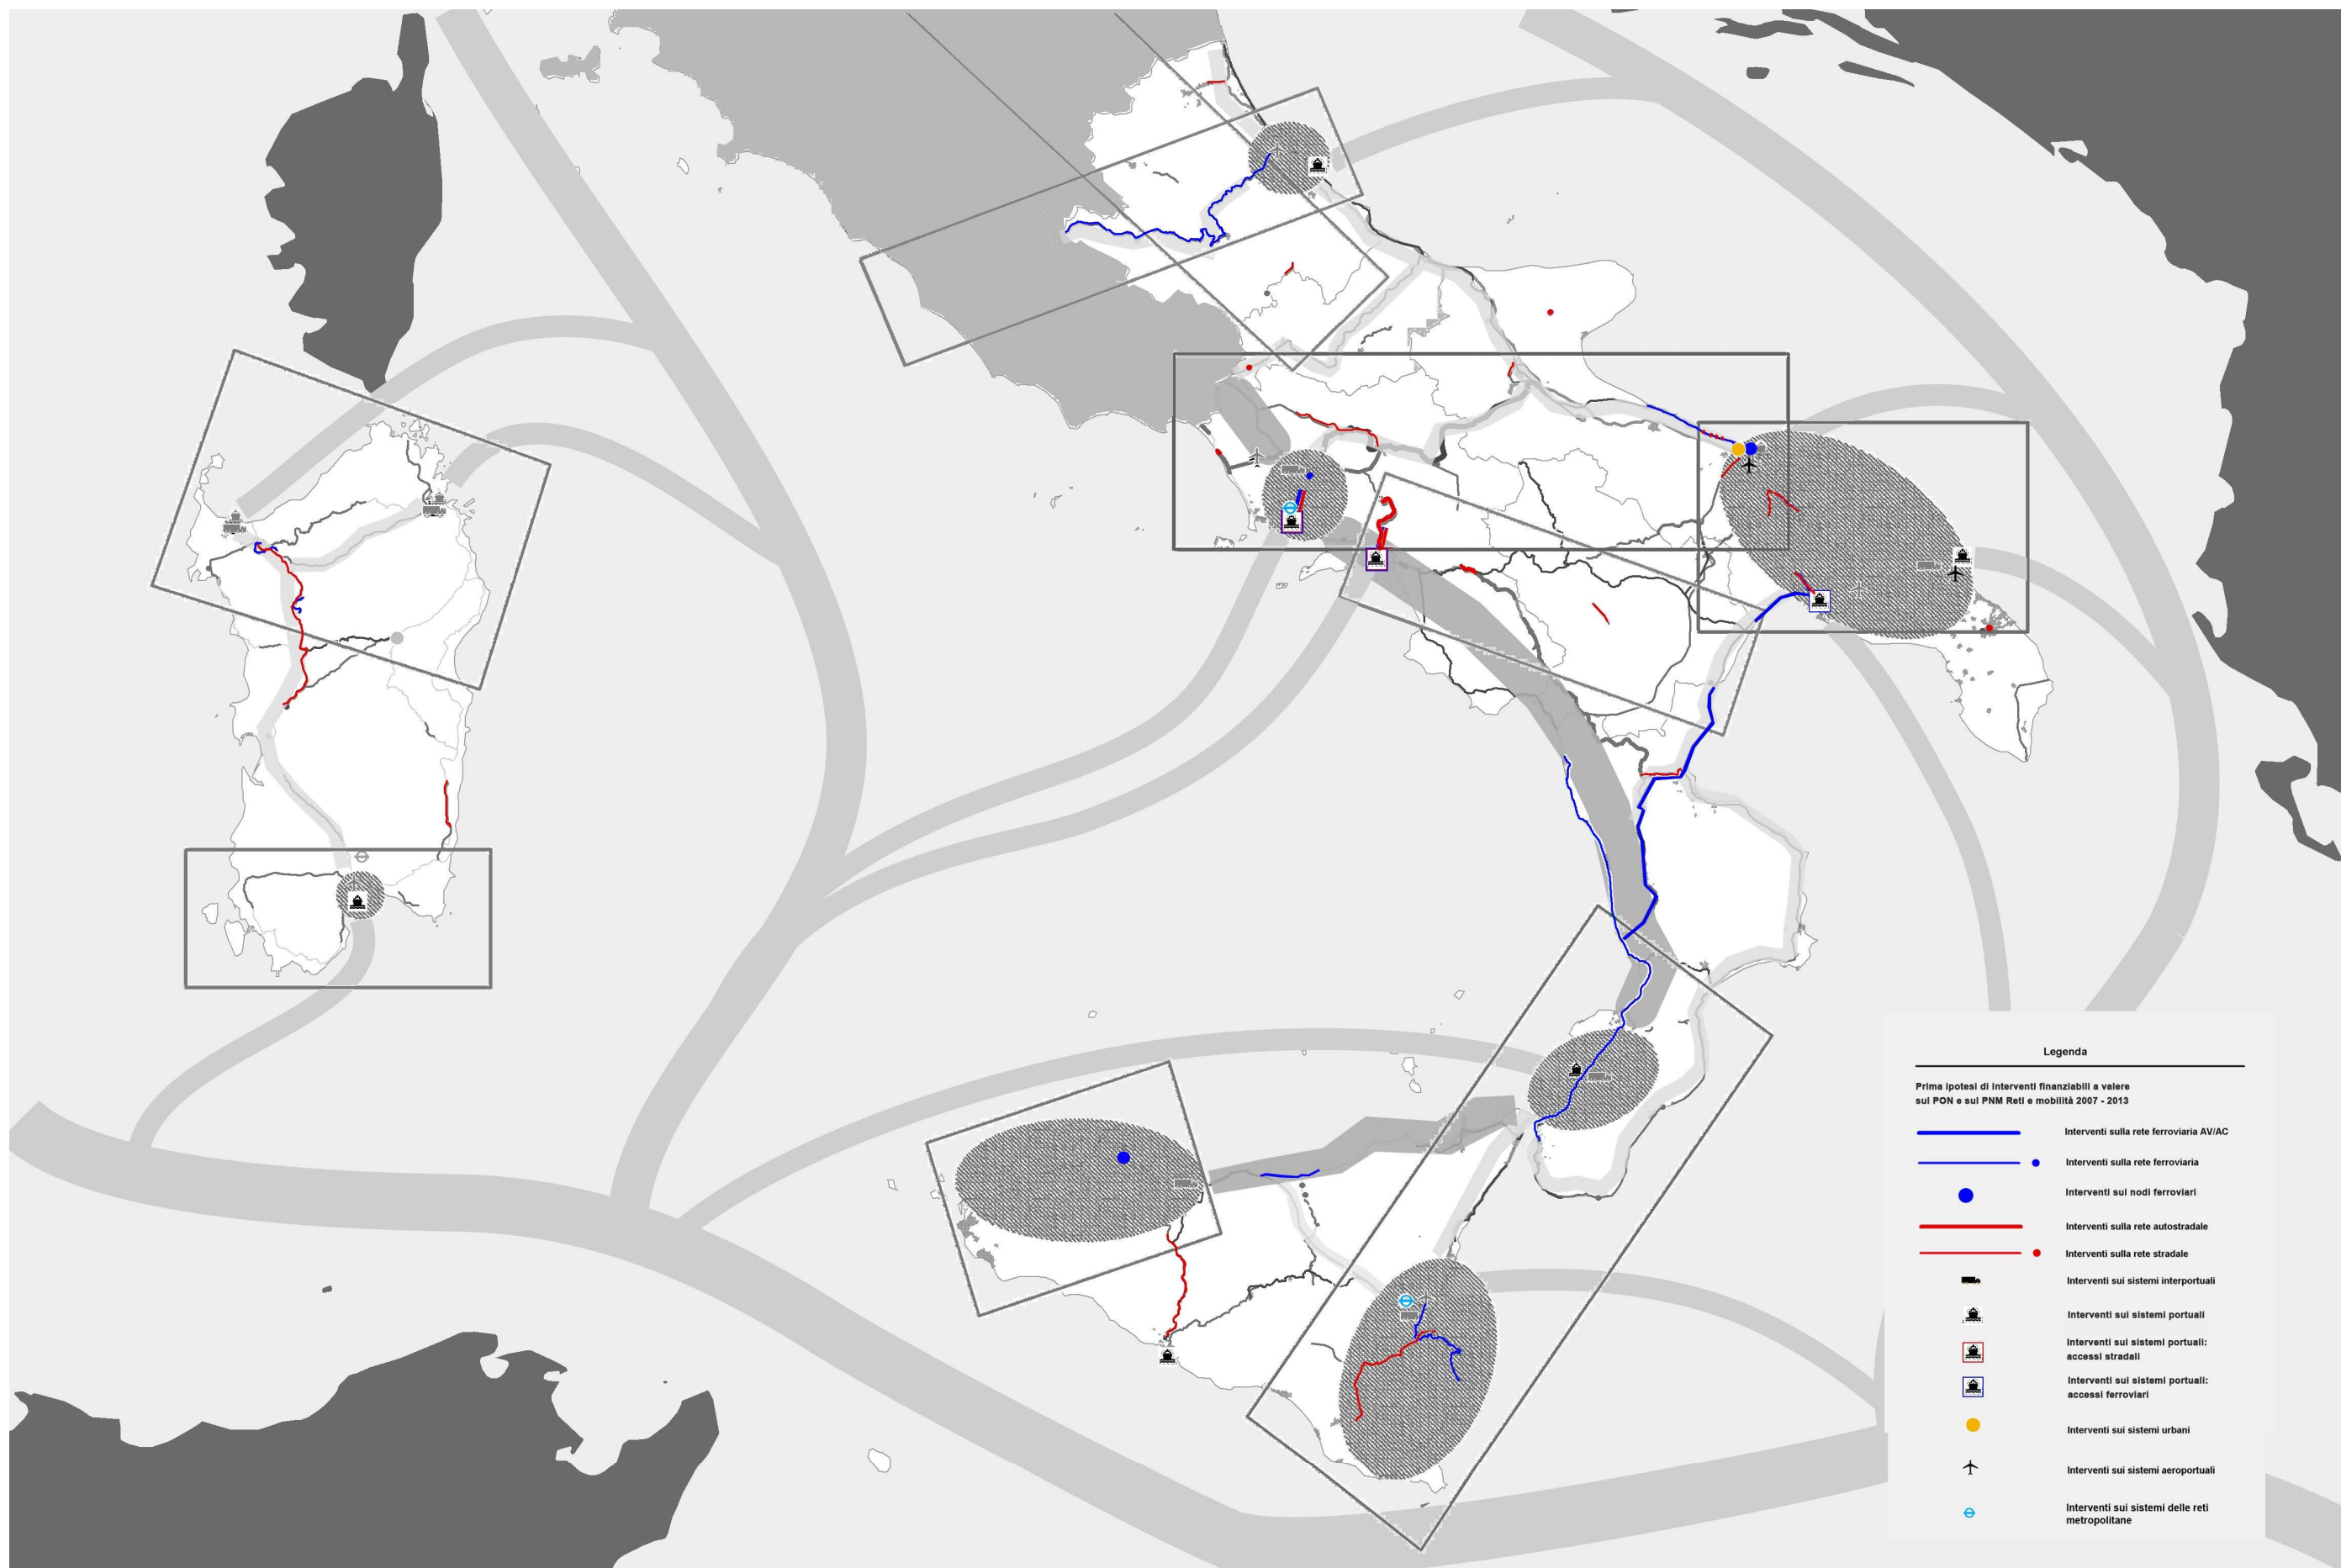 Legenda
Prima ipotesi di interventi finanziabili a valere
sul PON e sul PNM Reti e mobilità 2007 - 2013
Interventi sulla rete ferroviaria AV/AC
Interventi sulla rete ferroviaria
Interventi sui nodi ferroviari
Interventi sulla rete autostradale
Interventi sulla rete stradale
Interventi sui sistemi interportuali
Interventi sui sistemi portuali
Interventi sui sistemi portuali:
accessi stradali
Interventi sui sistemi portuali:
accessi ferroviari
Interventi sui sistemi urbani
Interventi sui sistemi aeroportuali
Interventi sui sistemi delle reti
metropolitane